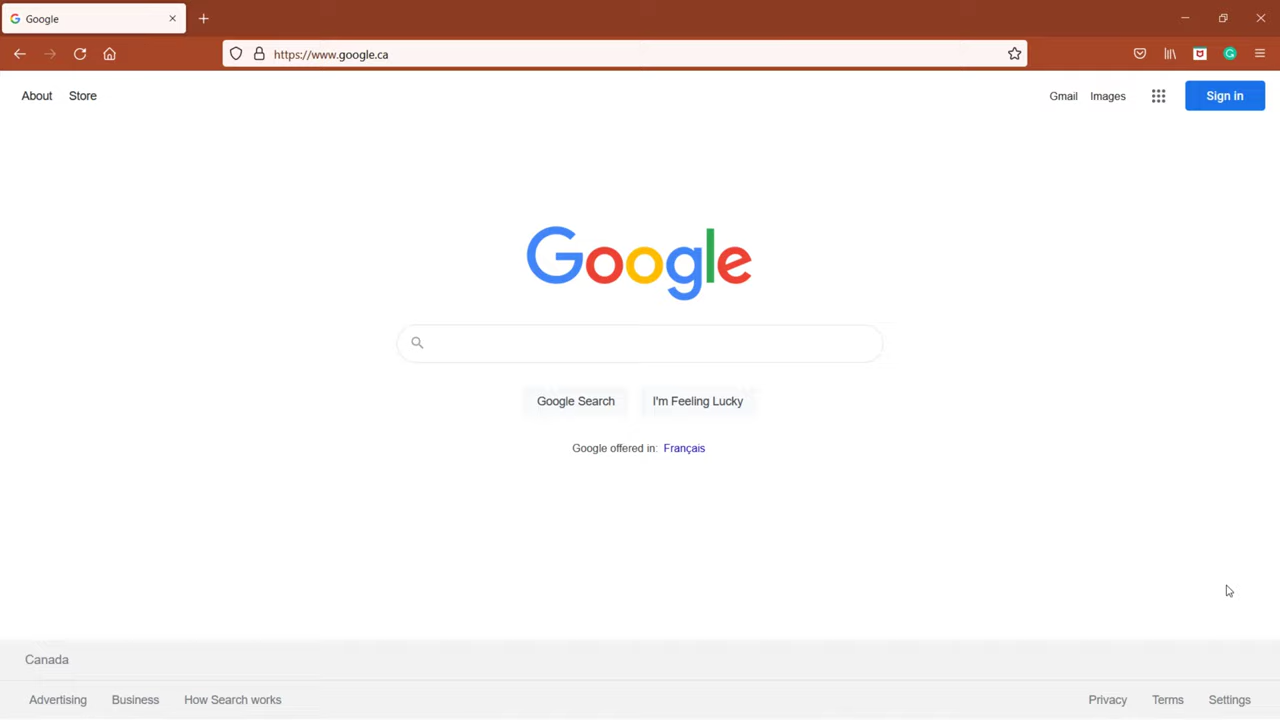 Google
https://www.google.ca
About Store
Gmail Images Sign in
Google
Google Search I'm Feeling Lucky
Google offered in: Français
Canada
Advertising Business How Search works
Privacy Terms Settings